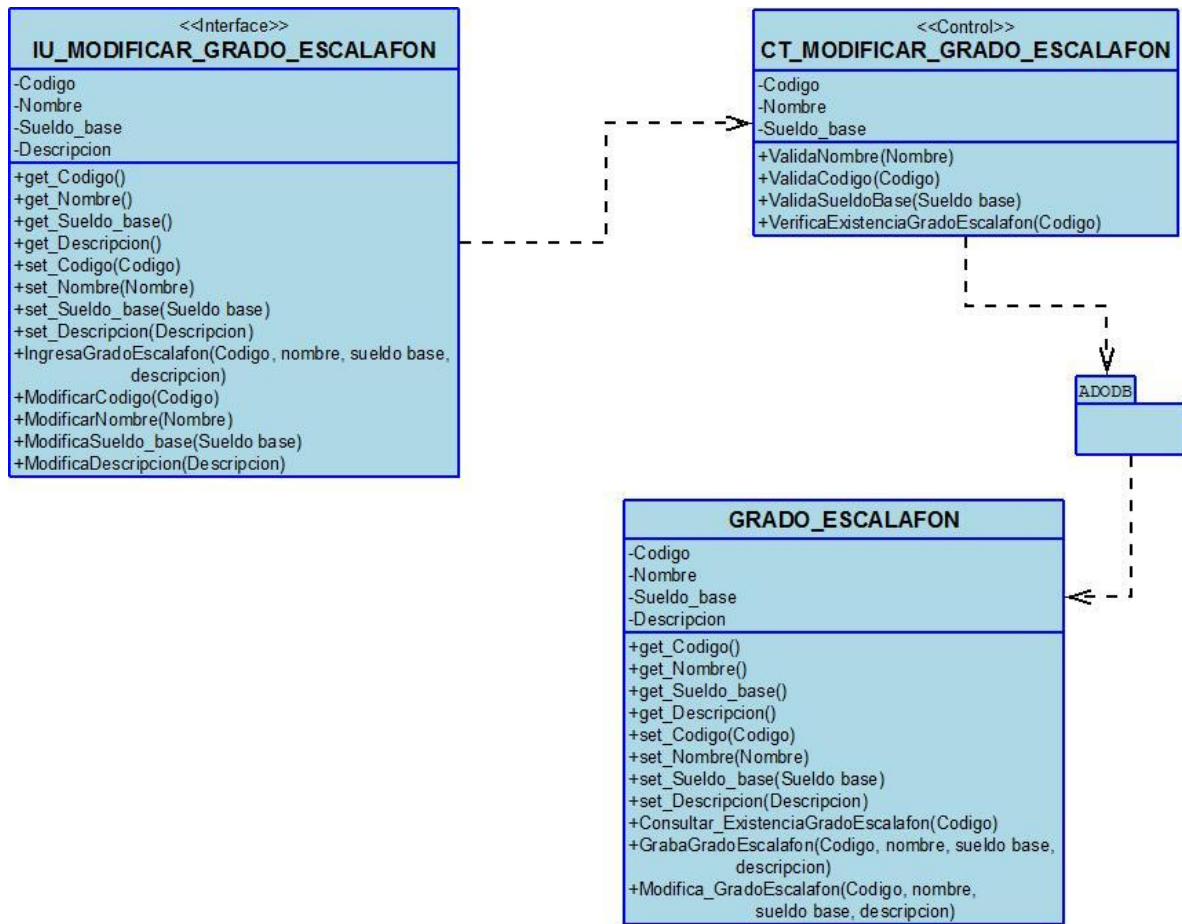 <<Interface>>
IU_MODIFICAR_GRADO_ESCALAFON
-Codigo
-Nombre
-Sueldo_base
-Descripcion
+get_Codigo()
+get_Nombre()
+get_Sueldo_base()
+get_Descripcion()
+set_Codigo(Codigo)
+set_Nombre(Nombre)
+set_Sueldo_base(Sueldo base)
+set_Descripcion(Descripcion)
+IngresaGradoEscalafon(Codigo, nombre, sueldo base,
descripcion)
+ModificarCodigo(Codigo)
+ModificarNombre(Nombre)
+ModificaSueldo_base(Sueldo base)
+ModificaDescripcion(Descripcion)
<<Control>>
CT_MODIFICAR_GRADO_ESCALAFON
-Codigo
-Nombre
-Sueldo_base
+ValidaNombre(Nombre)
+ValidaCodigo(Codigo)
+ValidaSueldoBase(Sueldo base)
+VerificaExistenciaGradoEscalafon(Codigo)
ADODB
GRADO_ESCALAFON
-Codigo
-Nombre
-Sueldo_base
-Descripcion
+get_Codigo()
+get_Nombre()
+get_Sueldo_base()
+get_Descripcion()
+set_Codigo(Codigo)
+set_Nombre(Nombre)
+set_Sueldo_base(Sueldo base)
+set_Descripcion(Descripcion)
+Consultar_ExistenciaGradoEscalafon(Codigo)
+GrabaGradoEscalafon(Codigo, nombre, sueldo base,
descripcion)
+Modifica_GradoEscalafon(Codigo, nombre,
sueldo base, descripcion)